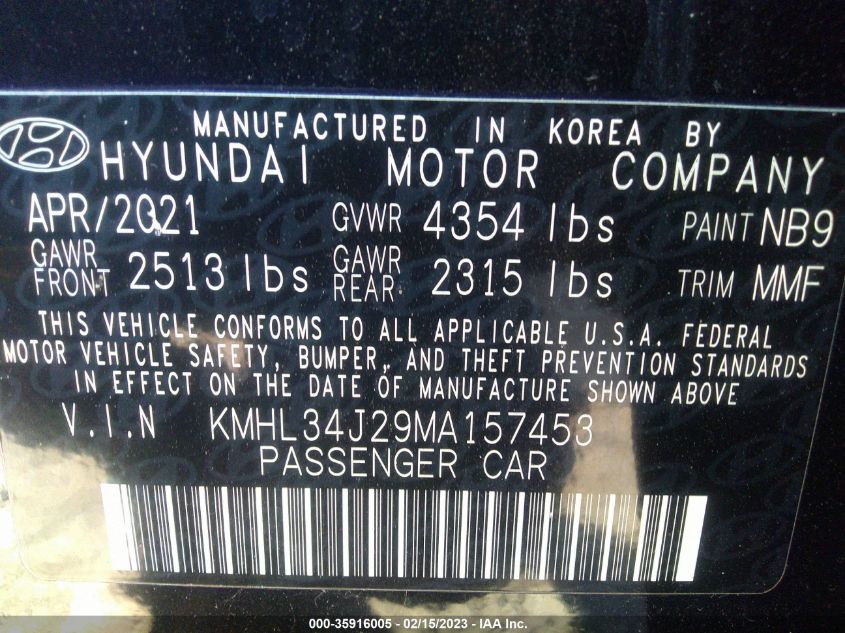 MANUFACTURED IN KOREA BY
HYUNDAI MOTOR COMPANY
APR/2021 GVWR 4354 lbs PAINT NB9
GAWR FRONT 2513 lbs GAWR REAR 2315 lbs TRIM MMF
THIS VEHICLE CONFORMS TO ALL APPLICABLE U.S.A. FEDERAL
MOTOR VEHICLE SAFETY, BUMPER, AND THEFT PREVENTION STANDARDS
IN EFFECT ON THE DATE OF MANUFACTURE SHOWN ABOVE
V.I.N KMHL34J29MA157453
PASSENGER CAR
000-35916005 - 02/15/2023 - IAA Inc.